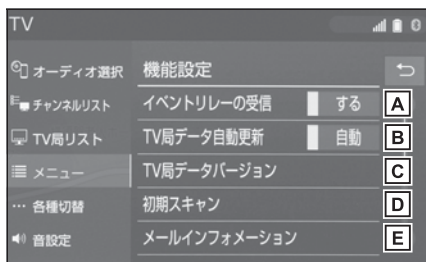 TV
オーディオ選択
チャンネルリスト
TV局リスト
メニュー
各種切替
音設定
機能設定
イベントリレーの受信 する A
TV局データ自動更新 自動 B
TV局データバージョン C
初期スキャン D
メールインフォメーション E